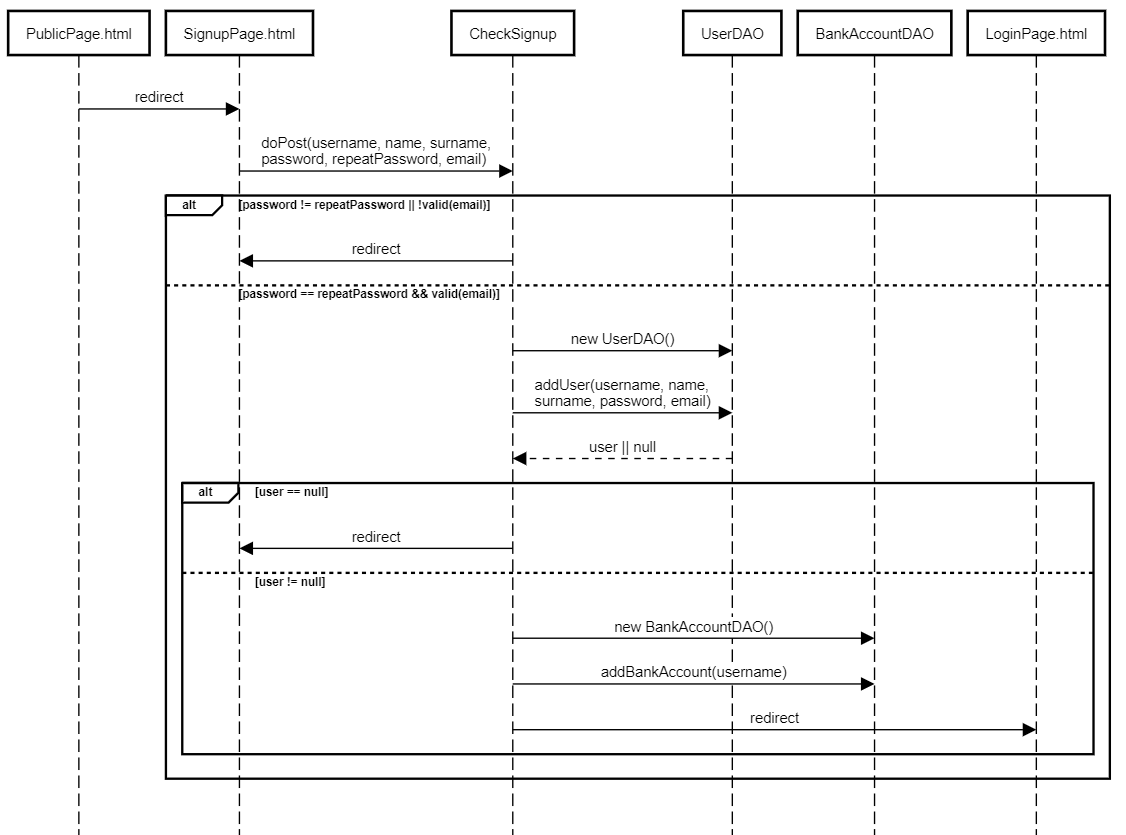 PublicPage.html
SignupPage.html
CheckSignup
UserDAO
BankAccountDAO
LoginPage.html
redirect
doPost(username, name, surname,
password, repeatPassword, email)
alt
[password != repeatPassword || !valid(email)]
redirect
[password == repeatPassword && valid(email)]
new UserDAO()
addUser(username, name,
surname, password, email)
user || null
alt
[user == null]
redirect
[user != null]
new BankAccountDAO()
addBankAccount(username)
redirect